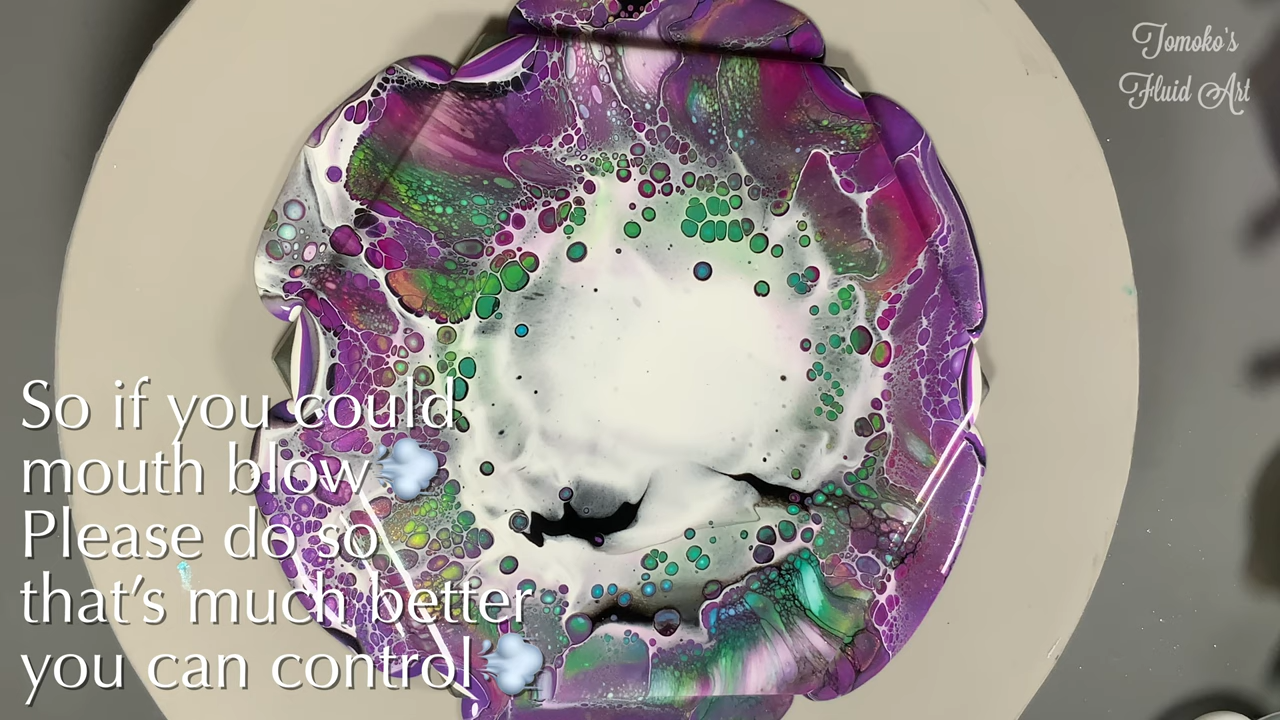 Tomoko's
Fluid Art
So if you could
mouth blow💨
Please do so
that's much better
you can control💨